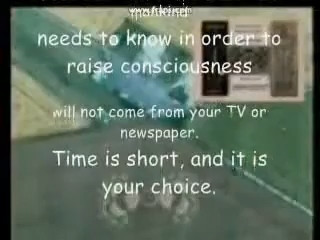 mankind
needs to know in order to
raise consciousness
will not come from your TV or
newspaper.
Time is short, and it is
your choice.